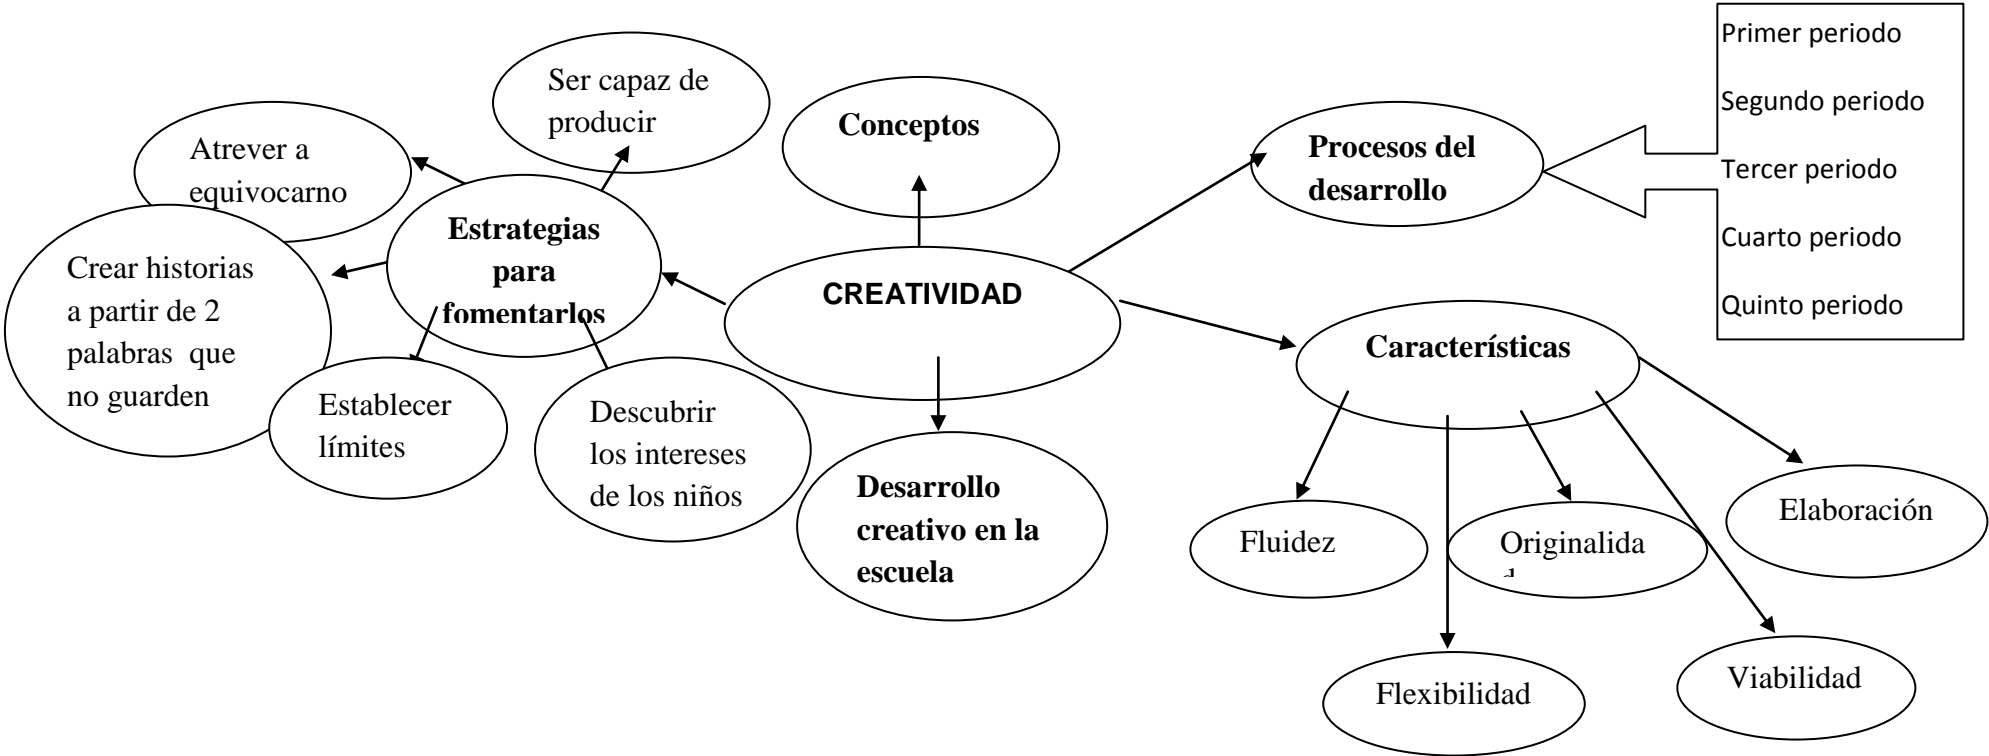 Primer periodo
Segundo periodo
Tercer periodo
Cuarto periodo
Quinto periodo
Ser capaz de
producir
Conceptos
Procesos del
desarrollo
Atrever a
equivocarno
Estrategias
para
fomentarlos
Crear historias
a partir de 2
palabras que
no guarden
CREATIVIDAD
Características
Establecer
límites
Descubrir
los intereses
de los niños
Desarrollo
creativo en la
escuela
Fluidez
Originalida
d
Elaboración
Flexibilidad
Viabilidad